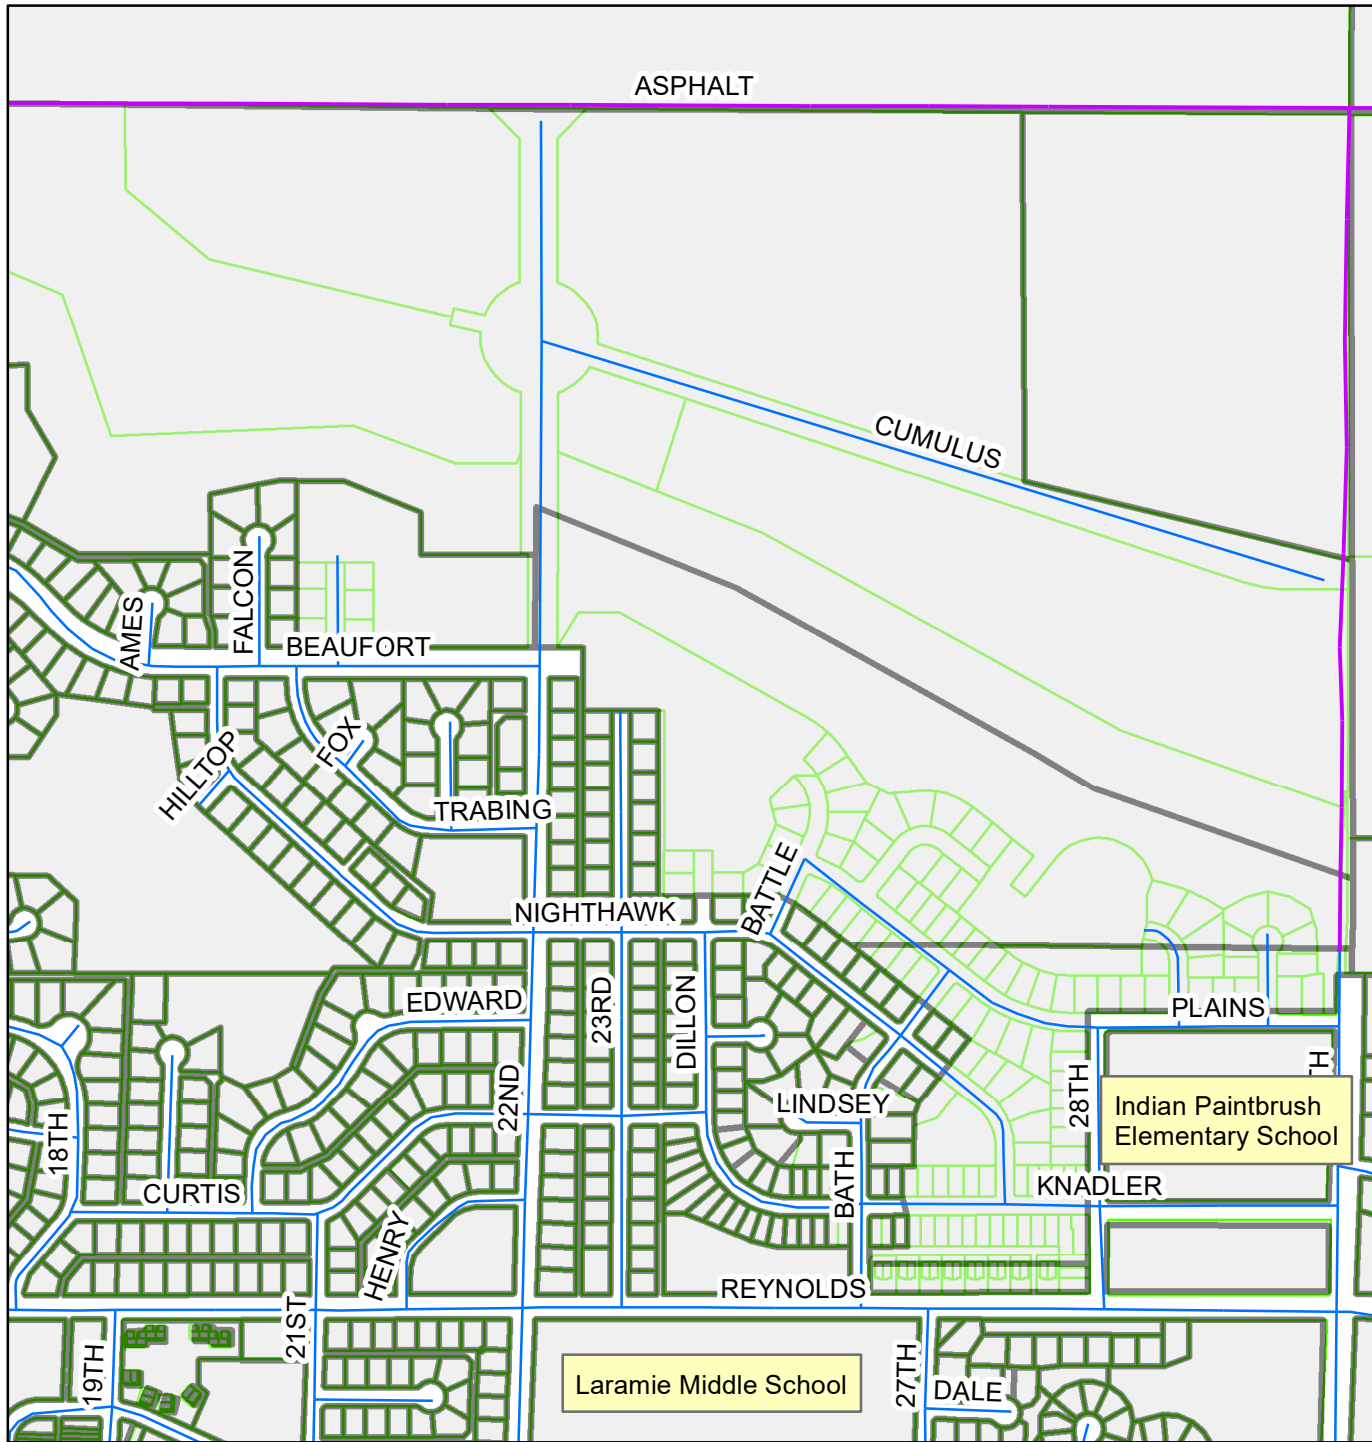 ASPHALT
CUMULUS
AMES
FALCON
BEAUFORT
HILLTOP
FOX
TRABING
BATTLE
NIGHTHAWK
EDWARD
23RD
DILLON
PLAINS
22ND
LINDSEY
28TH
TH
Indian Paintbrush
Elementary School
18TH
CURTIS
BATH
KNADLER
HENRY
REYNOLDS
21ST
19TH
Laramie Middle School
27TH
DALE